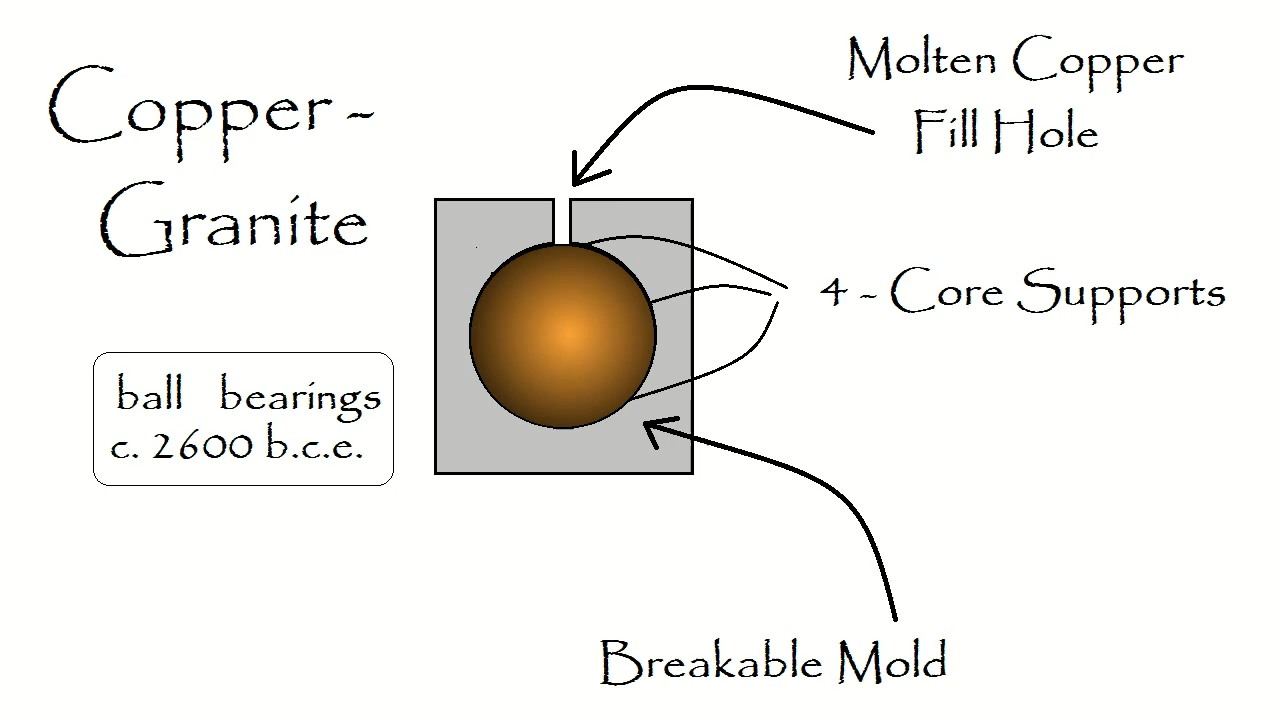 Copper -
Granite
Molten Copper
Fill Hole
4 - Core Supports
ball bearings
c. 2600 b.c.e.
Breakable Mold